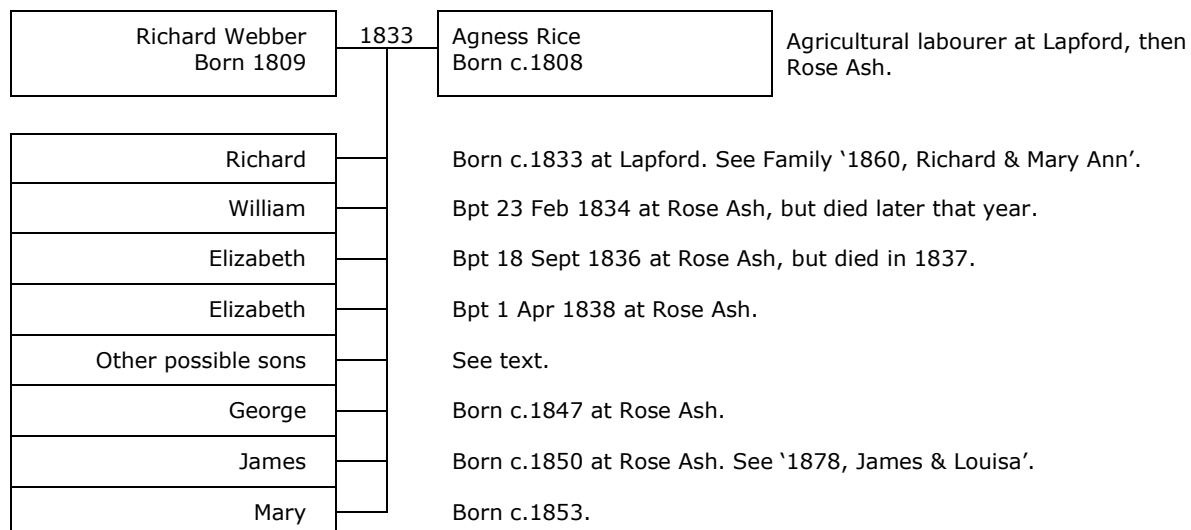 Richard Webber
Born 1809
1833
Agness Rice
Born c.1808
Agricultural labourer at Lapford, then
Rose Ash.
Richard Born c.1833 at Lapford. See Family ‘1860, Richard & Mary Ann’.
William Bpt 23 Feb 1834 at Rose Ash, but died later that year.
Elizabeth Bpt 18 Sept 1836 at Rose Ash, but died in 1837.
Elizabeth Bpt 1 Apr 1838 at Rose Ash.
Other possible sons See text.
George Born c.1847 at Rose Ash.
James Born c.1850 at Rose Ash. See ‘1878, James & Louisa’.
Mary Born c.1853.